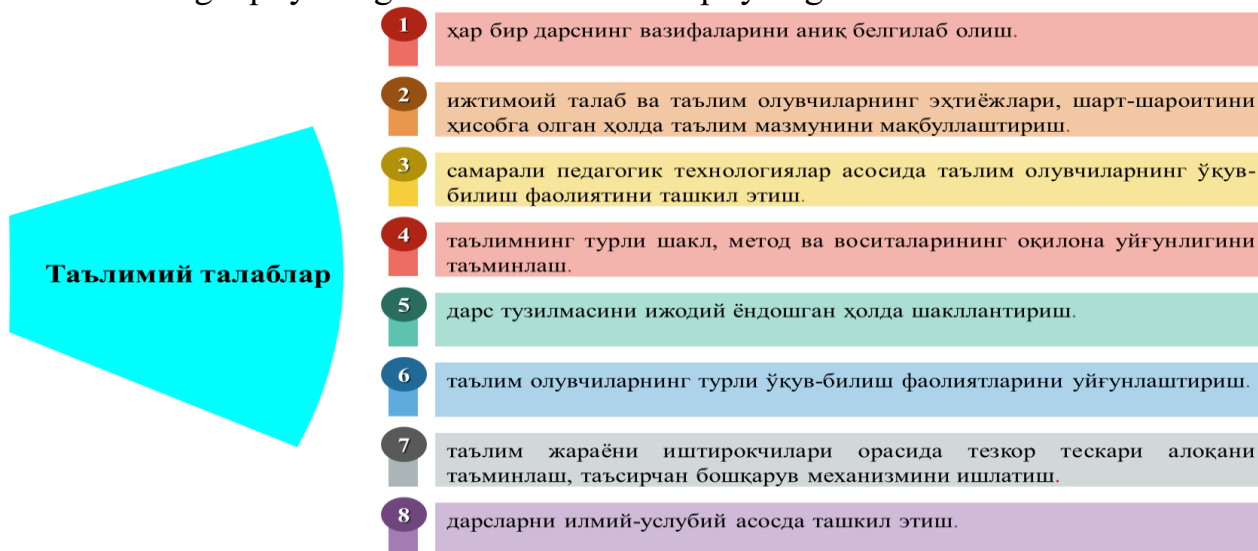 1 ҳар бир дарснинг вазифаларини аниқ белгилаб олиш.
2 ижтимоий талаб ва таълим олувчиларнинг эҳтиёжлари, шарт-шароитини
ҳисобга олган ҳолда таълим мазмунини мақбуллаштириш.
3 самарали педагогик технологиялар асосида таълим олувчиларнинг ўқув-
билиш фаолиятини ташкил этиш.
4 таълимнинг турли шакл, метод ва воситаларининг оқилона уйғунлигини
таъминлаш.
Таълимий талаблар
5 дарс тузилмасини ижодий ёндошган ҳолда шакллантириш.
6 таълим олувчиларнинг турли ўқув-билиш фаолиятларини уйғунлаштириш.
7 таълим жараёни иштирокчилари орасида тезкор тескари алоқани
таъминлаш, таъсирчан бошқарув механизмини ишлатиш.
8 дарсларни илмий-услубий асосда ташкил этиш.